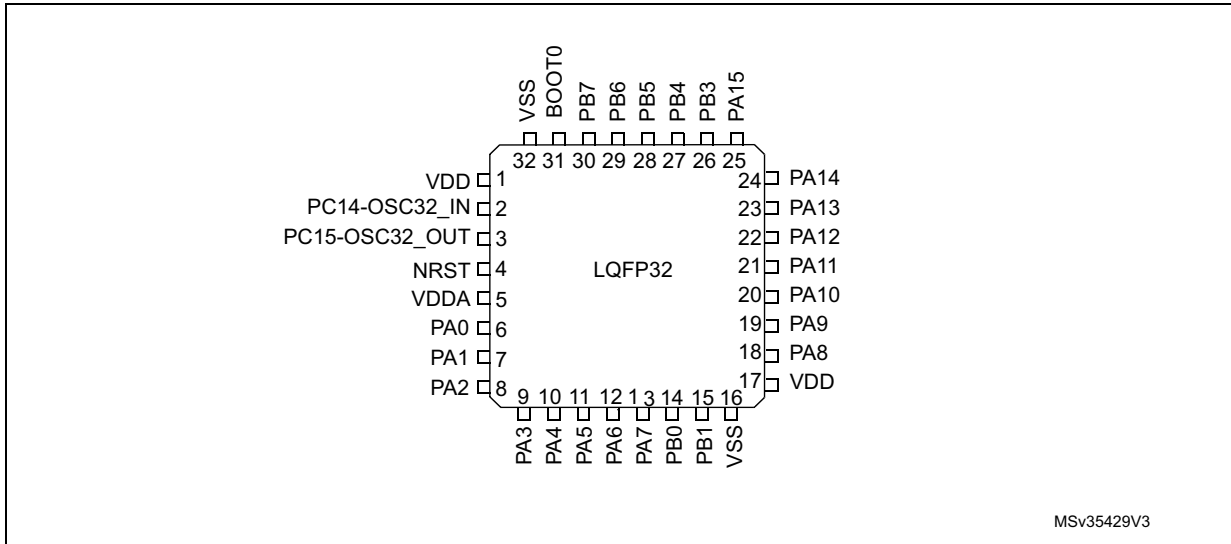 VSS
BOOT0
PB7
PB6
PB5
PB4
PB3
PA15
32 31 30 29 28 27 26 25
VDD 1
PC14-OSC32_IN 2
PC15-OSC32_OUT 3
NRST 4
VDDA 5
PA0 6
PA1 7
PA2 8
LQFP32
24 PA14
23 PA13
22 PA12
21 PA11
20 PA10
19 PA9
18 PA8
17 VDD
9 10 11 12 1 3 14 15 16
PA3
PA4
PA5
PA6
PA7
PB0
PB1
VSS
MSv35429V3